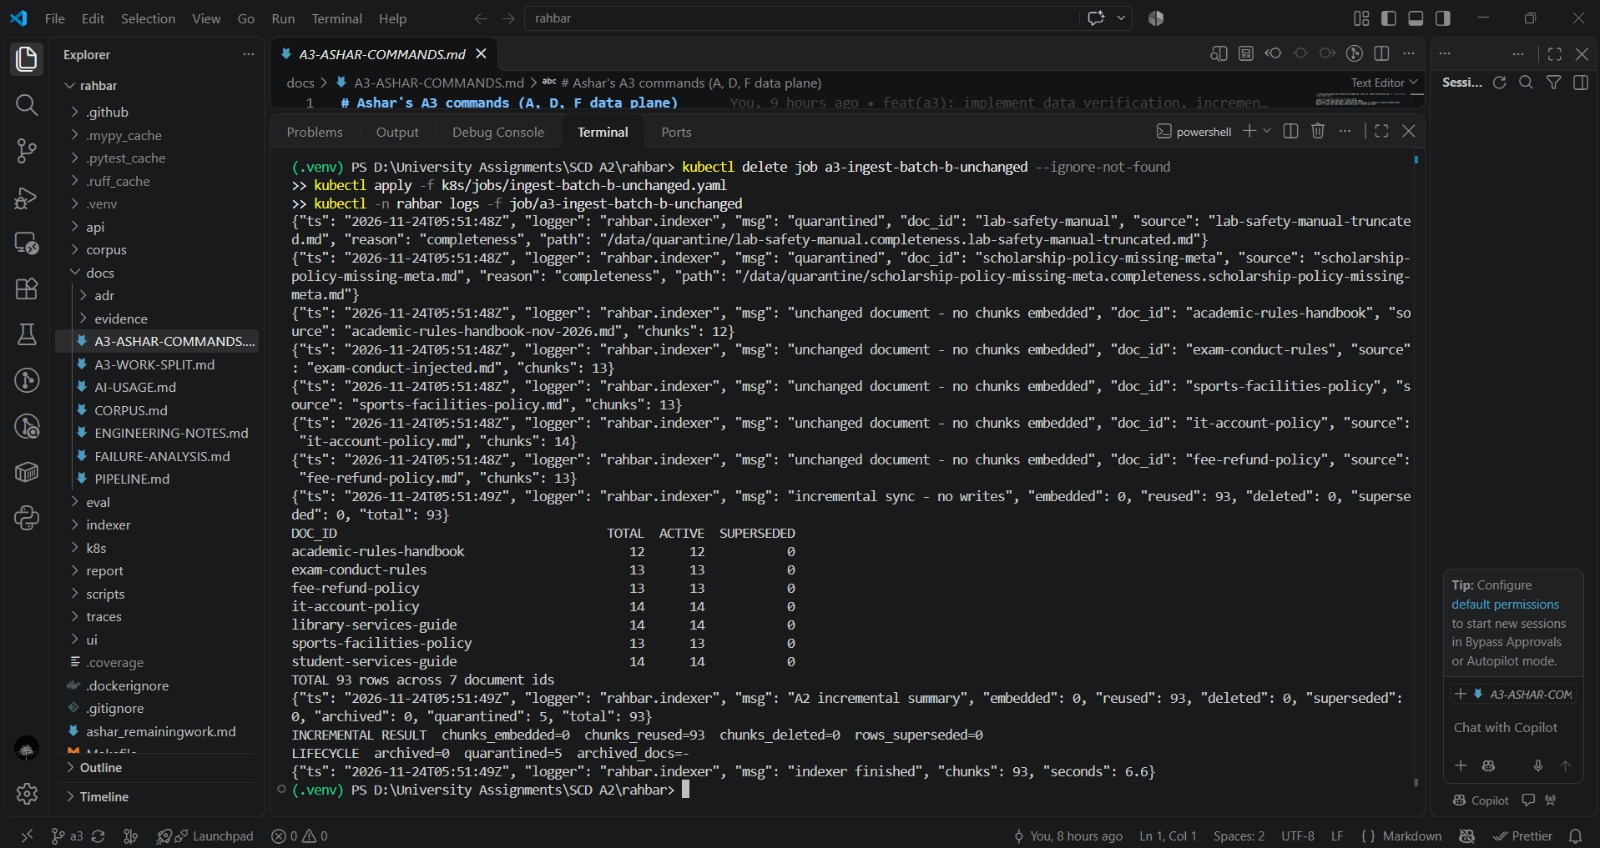 File Edit Selection View Go Run Terminal Help
rahbar
Explorer
rahbar
.github
.mypy_cache
.pytest_cache
.ruff_cache
.venv
api
corpus
docs
adr
evidence
A3-ASHAR-COMMANDS....
A3-WORK-SPLIT.md
AI-USAGE.md
CORPUS.md
ENGINEERING-NOTES.md
FAILURE-ANALYSIS.md
PIPELINE.md
eval
indexer
k8s
report
scripts
traces
ui
.coverage
.dockerignore
.gitignore
ashar_remainingwork.md
Makefile
Outline
Timeline
A3-ASHAR-COMMANDS.md
docs > A3-ASHAR-COMMANDS.md > abc # Ashar's A3 commands (A, D, F data plane)
Text Editor
1 # Ashar's A3 commands (A, D, F data plane) You, 9 hours ago • feat(a3): implement data verification, incremen…
Problems Output Debug Console Terminal Ports
powershell
(.venv) PS D:\University Assignments\SCD A2\rahbar> kubectl delete job a3-ingest-batch-b-unchanged --ignore-not-found
>> kubectl apply -f k8s/jobs/ingest-batch-b-unchanged.yaml
>> kubectl -n rahbar logs -f job/a3-ingest-batch-b-unchanged
{"ts": "2026-11-24T05:51:48Z", "logger": "rahbar.indexer", "msg": "quarantined", "doc_id": "lab-safety-manual", "source": "lab-safety-manual-truncate
d.md", "reason": "completeness", "path": "/data/quarantine/lab-safety-manual.completeness.lab-safety-manual-truncated.md"}
{"ts": "2026-11-24T05:51:48Z", "logger": "rahbar.indexer", "msg": "quarantined", "doc_id": "scholarship-policy-missing-meta", "source": "scholarship-
policy-missing-meta.md", "reason": "completeness", "path": "/data/quarantine/scholarship-policy-missing-meta.completeness.scholarship-policy-missing-
meta.md"}
{"ts": "2026-11-24T05:51:48Z", "logger": "rahbar.indexer", "msg": "unchanged document - no chunks embedded", "doc_id": "academic-rules-handbook", "so
urce": "academic-rules-handbook-nov-2026.md", "chunks": 12}
{"ts": "2026-11-24T05:51:48Z", "logger": "rahbar.indexer", "msg": "unchanged document - no chunks embedded", "doc_id": "exam-conduct-rules", "source"
: "exam-conduct-injected.md", "chunks": 13}
{"ts": "2026-11-24T05:51:48Z", "logger": "rahbar.indexer", "msg": "unchanged document - no chunks embedded", "doc_id": "sports-facilities-policy", "s
ource": "sports-facilities-policy.md", "chunks": 13}
{"ts": "2026-11-24T05:51:48Z", "logger": "rahbar.indexer", "msg": "unchanged document - no chunks embedded", "doc_id": "it-account-policy", "source":
"it-account-policy.md", "chunks": 14}
{"ts": "2026-11-24T05:51:48Z", "logger": "rahbar.indexer", "msg": "unchanged document - no chunks embedded", "doc_id": "fee-refund-policy", "source":
"fee-refund-policy.md", "chunks": 13}
{"ts": "2026-11-24T05:51:49Z", "logger": "rahbar.indexer", "msg": "incremental sync - no writes", "embedded": 0, "reused": 93, "deleted": 0, "superse
ded": 0, "total": 93}
DOC_ID TOTAL ACTIVE SUPERSEDED
academic-rules-handbook 12 12 0
exam-conduct-rules 13 13 0
fee-refund-policy 13 13 0
it-account-policy 14 14 0
library-services-guide 14 14 0
sports-facilities-policy 13 13 0
student-services-guide 14 14 0
TOTAL 93 rows across 7 document ids
{"ts": "2026-11-24T05:51:49Z", "logger": "rahbar.indexer", "msg": "A2 incremental summary", "embedded": 0, "reused": 93, "deleted": 0, "superseded":
0, "archived": 0, "quarantined": 5, "total": 93}
INCREMENTAL RESULT chunks_embedded=0 chunks_reused=93 chunks_deleted=0 rows_superseded=0
LIFECYCLE archived=0 quarantined=5 archived_docs=-
{"ts": "2026-11-24T05:51:49Z", "logger": "rahbar.indexer", "msg": "indexer finished", "chunks": 93, "seconds": 6.6}
(.venv) PS D:\University Assignments\SCD A2\rahbar>
Sessi...
Tip: Configure
default permissions
to start new sessions
in Bypass Approvals
or Autopilot mode.
A3-ASHAR-COM
Chat with Copilot
Copilot
a3 Launchpad 0 0 You, 8 hours ago Ln 1, Col 1 Spaces: 2 UTF-8 LF { } Markdown Prettier